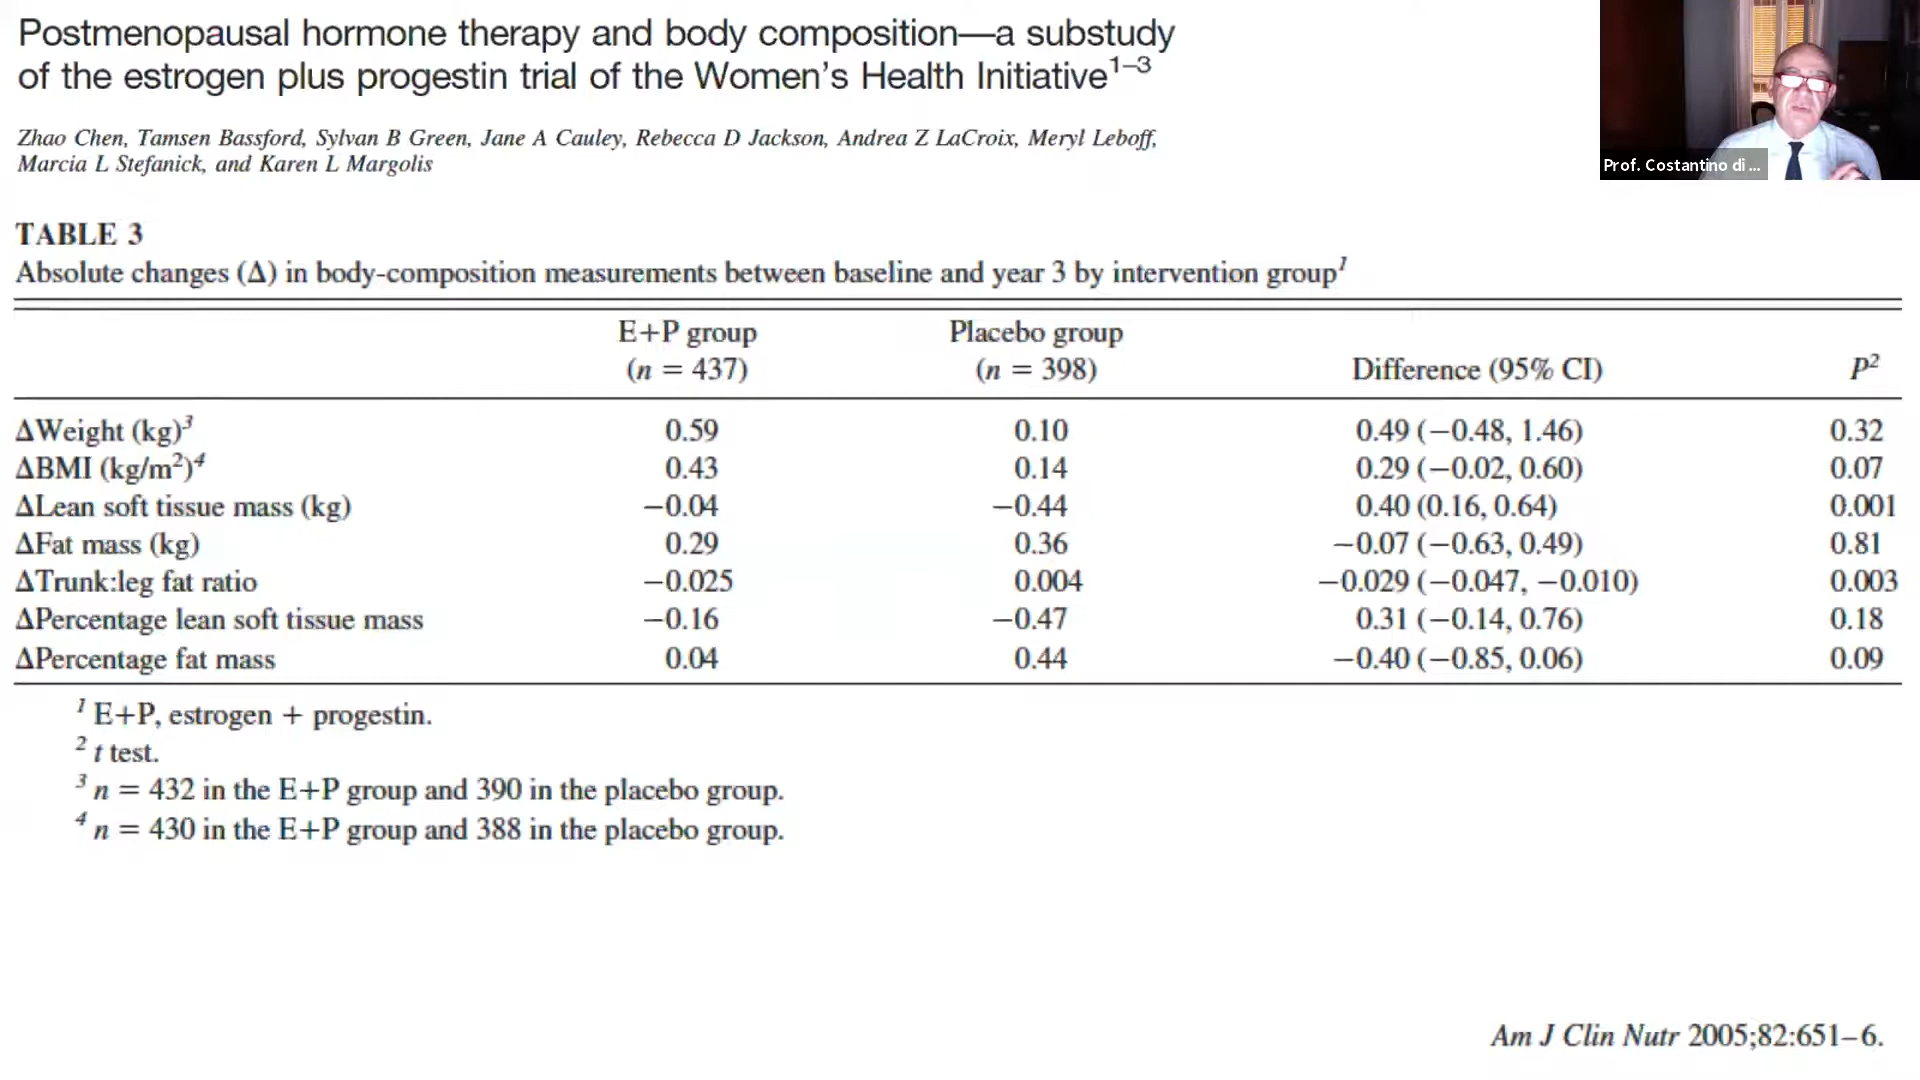 Postmenopausal hormone therapy and body composition—a substudy
of the estrogen plus progestin trial of the Women's Health Initiative1–3
Zhao Chen, Tamsen Bassford, Sylvan B Green, Jane A Cauley, Rebecca D Jackson, Andrea Z LaCroix, Meryl Leboff,
Marcia L Stefanick, and Karen L Margolis
Prof. Costantino di ...
TABLE 3
Absolute changes (Δ) in body-composition measurements between baseline and year 3 by intervention group1
E+P group Placebo group
(n = 437) (n = 398) Difference (95% CI) P2
ΔWeight (kg)3 0.59 0.10 0.49 (−0.48, 1.46) 0.32
ΔBMI (kg/m2)4 0.43 0.14 0.29 (−0.02, 0.60) 0.07
ΔLean soft tissue mass (kg) −0.04 −0.44 0.40 (0.16, 0.64) 0.001
ΔFat mass (kg) 0.29 0.36 −0.07 (−0.63, 0.49) 0.81
ΔTrunk:leg fat ratio −0.025 0.004 −0.029 (−0.047, −0.010) 0.003
ΔPercentage lean soft tissue mass −0.16 −0.47 0.31 (−0.14, 0.76) 0.18
ΔPercentage fat mass 0.04 0.44 −0.40 (−0.85, 0.06) 0.09
1 E+P, estrogen + progestin.
2 t test.
3 n = 432 in the E+P group and 390 in the placebo group.
4 n = 430 in the E+P group and 388 in the placebo group.
Am J Clin Nutr 2005;82:651–6.